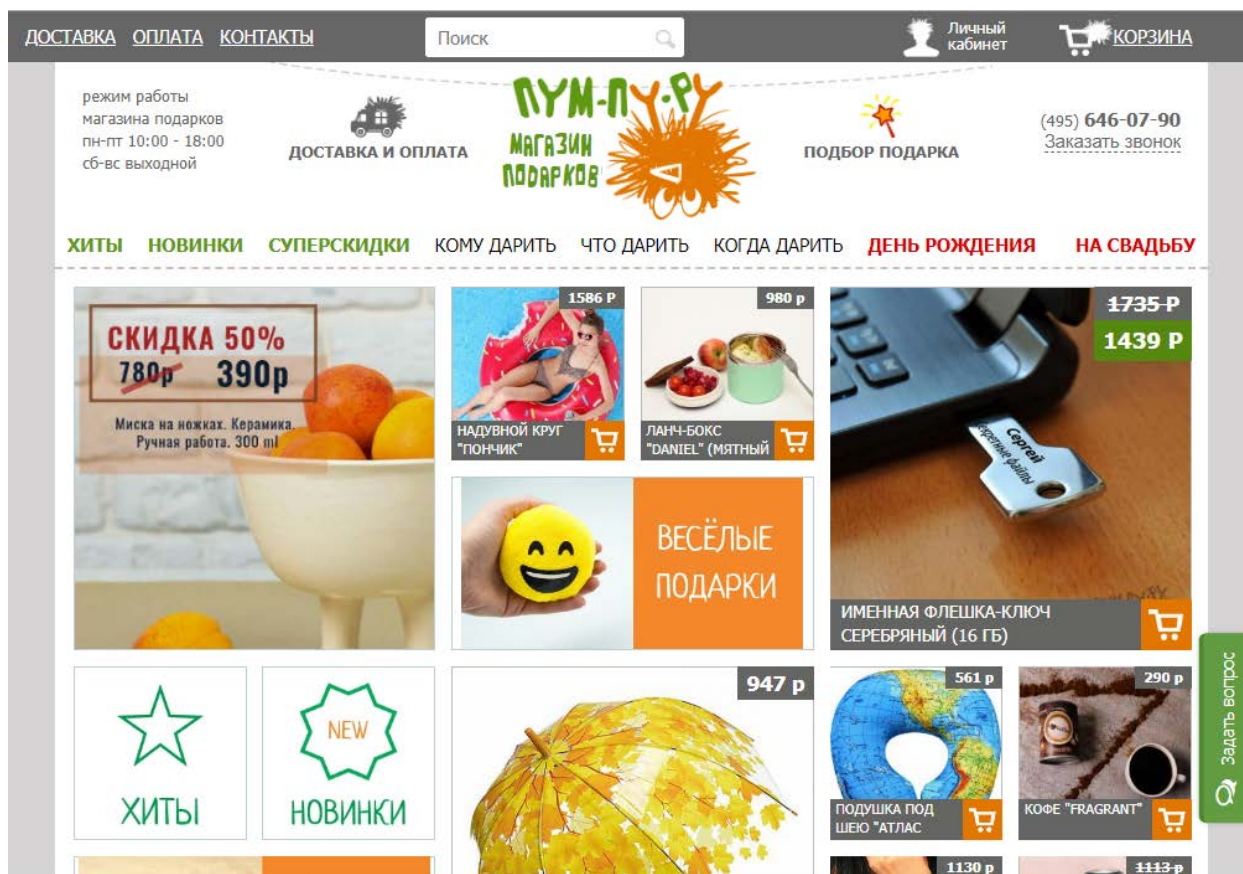 ДОСТАВКА ОПЛАТА КОНТАКТЫ
Поиск
Личный
кабинет
КОРЗИНА
режим работы
магазина подарков
пн-пт 10:00 - 18:00
сб-вс выходной
ДОСТАВКА И ОПЛАТА
ПУМ-ПУ-РУ
МАГАЗИН
ПОДАРКОВ
ПОДБОР ПОДАРКА
(495) 646-07-90
Заказать звонок
ХИТЫ НОВИНКИ СУПЕРСКИДКИ КОМУ ДАРИТЬ ЧТО ДАРИТЬ КОГДА ДАРИТЬ ДЕНЬ РОЖДЕНИЯ НА СВАДЬБУ
СКИДКА 50%
780р 390р
Миска на ножках. Керамика.
Ручная работа. 300 ml
1586 Р
НАДУВНОЙ КРУГ
"ПОНЧИК"
980 р
ЛАНЧ-БОКС
"DANIEL" (МЯТНЫЙ
1735 Р
1439 Р
Сергей
секретные файлы
ИМЕННАЯ ФЛЕШКА-КЛЮЧ
СЕРЕБРЯНЫЙ (16 ГБ)
ВЕСЁЛЫЕ
ПОДАРКИ
ХИТЫ
NEW
НОВИНКИ
947 р
561 р
ПОДУШКА ПОД
ШЕЮ "АТЛАС
290 р
КОФЕ "FRAGRANT"
1130 р
1113 р
Задать вопрос